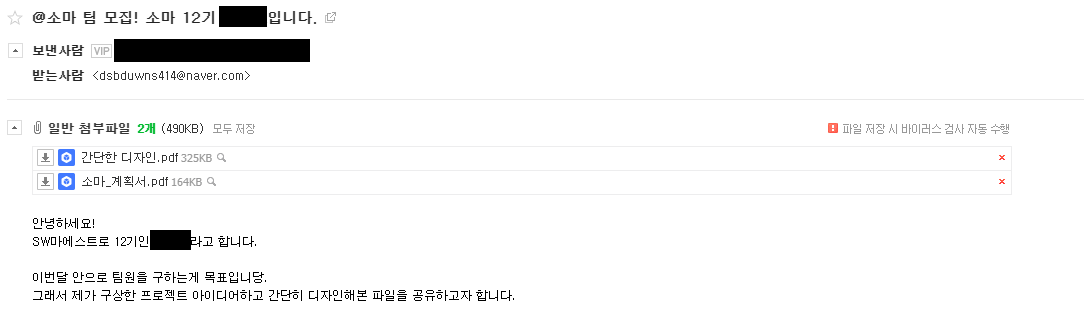 @소마 팀 모집! 소마 12기 입니다.
보낸사람 VIP
받는사람 <dsbduwns414@naver.com>
일반 첨부파일 2개 (490KB) 모두 저장
파일 저장 시 바이러스 검사 자동 수행
간단한 디자인.pdf 325KB
소마_계획서.pdf 164KB
안녕하세요!
SW마에스트로 12기인 라고 합니다.
이번달 안으로 팀원을 구하는게 목표입니당.
그래서 제가 구상한 프로젝트 아이디어하고 간단히 디자인해본 파일을 공유하고자 합니다.